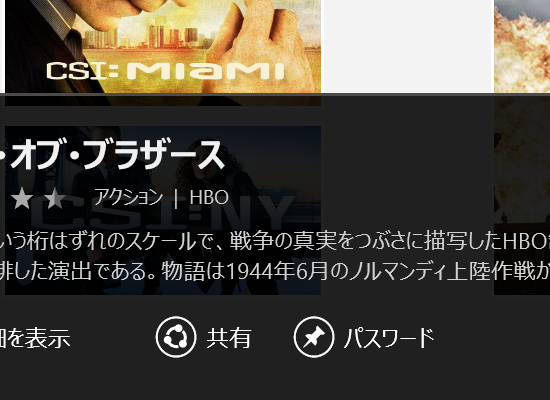 CSI: MIAMI
・オブ・ブラザース
CSI: NY
アクション | HBO
いう桁はずれのスケールで、戦争の真実をつぶさに描写したHBO
排した演出である。物語は1944年6月のノルマンディ上陸作戦か
を表示
共有
パスワード